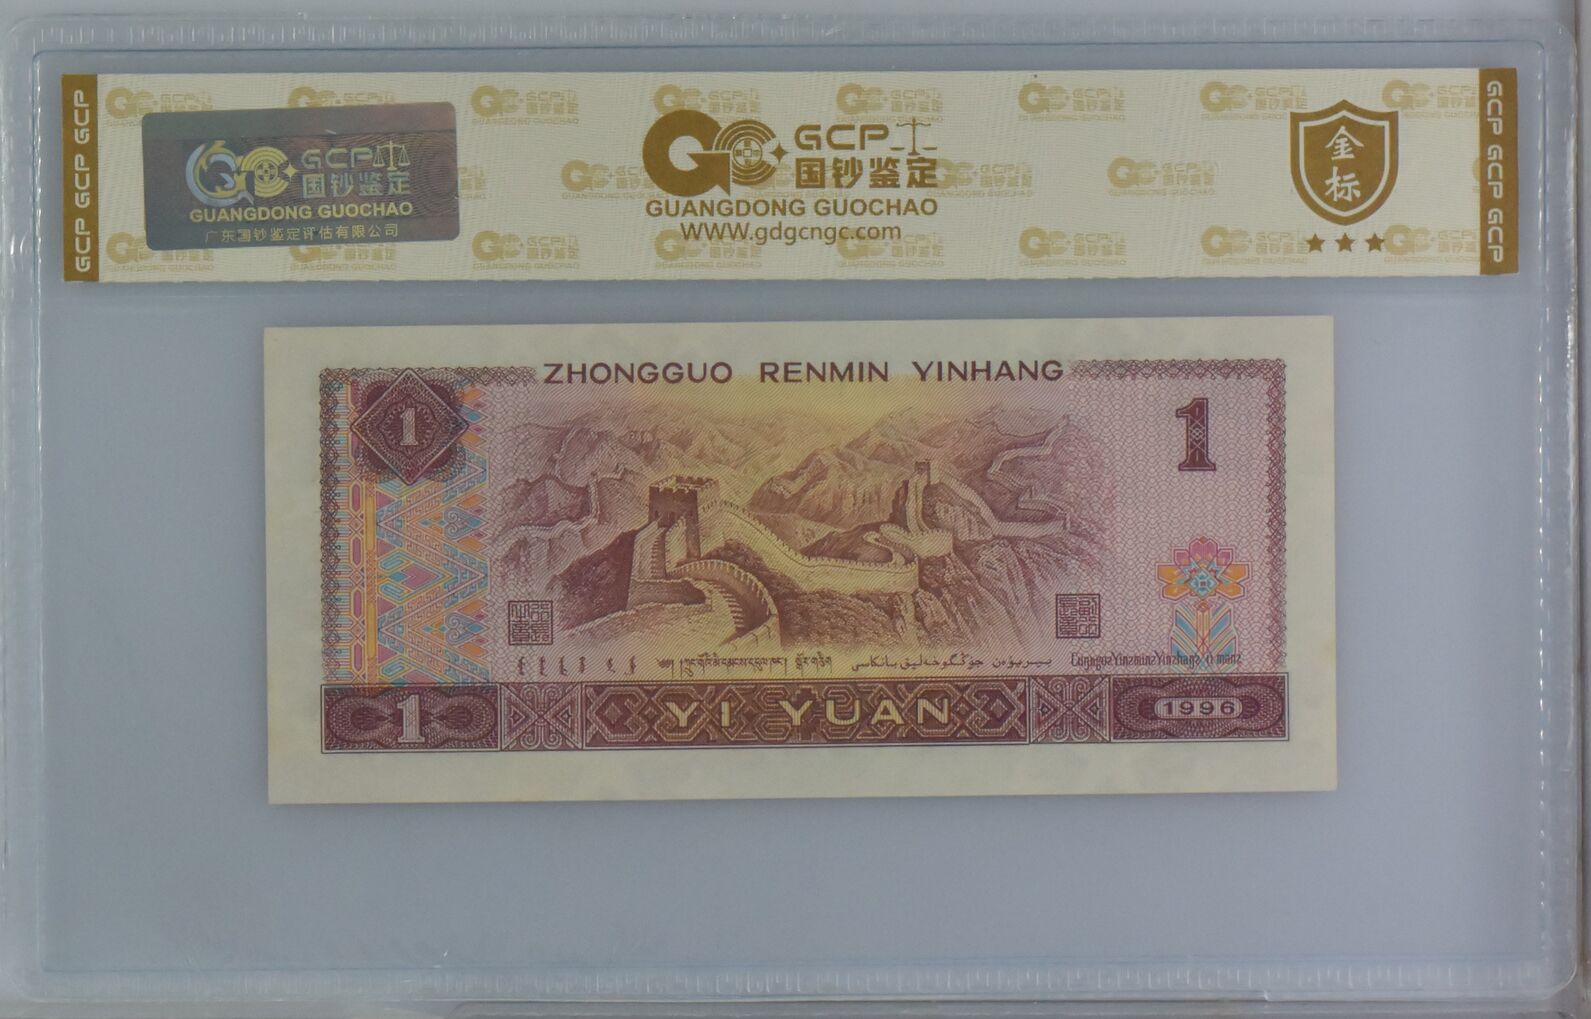 GCP GCP GCP
GCP
国钞鉴定
GUANGDONG GUOCHAO
广东国钞鉴定评估有限公司
GCP
国钞鉴定
GUANGDONG GUOCHAO
WWW.gdgcngc.com
金标
GCP GCP GCP
ZHONGGUO RENMIN YINHANG
1
1
1
YI YUAN
1996